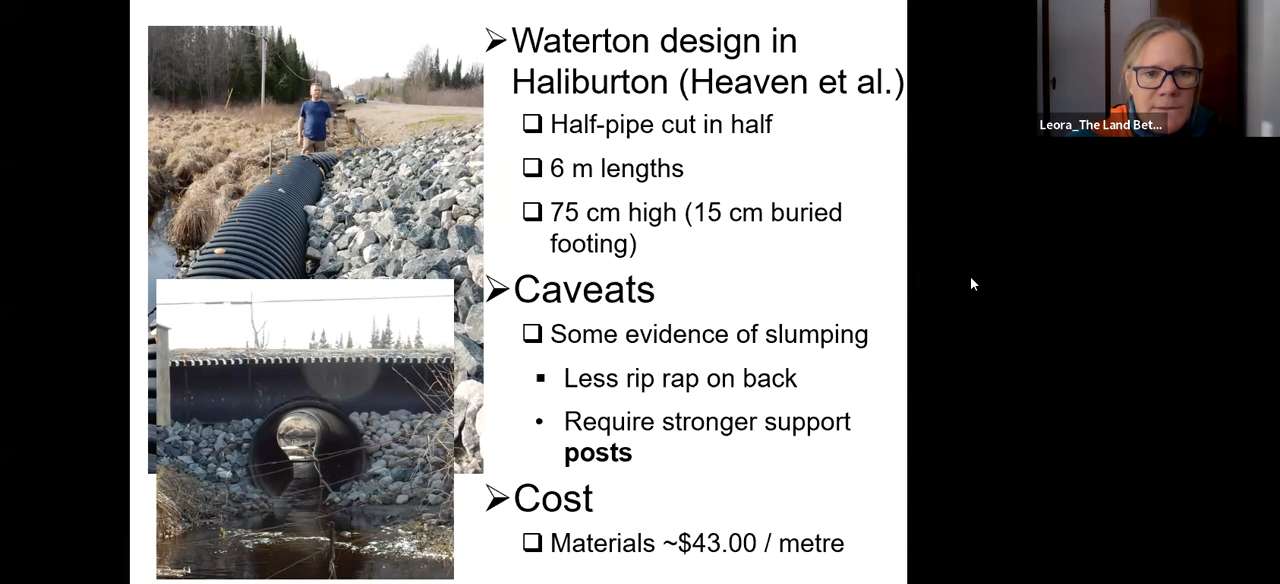 Waterton design in
Haliburton (Heaven et al.)
Half-pipe cut in half
6 m lengths
75 cm high (15 cm buried
footing)
Caveats
Some evidence of slumping
Less rip rap on back
Require stronger support
posts
Cost
Materials ~$43.00 / metre
Leora_The Land Bet...